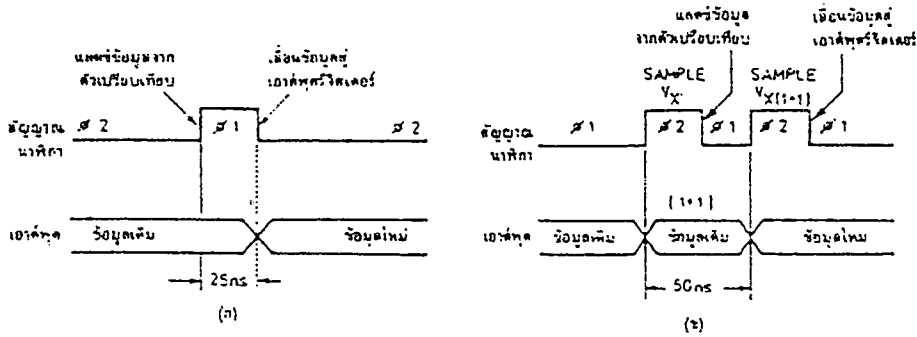 แลตช์ข้อมูลจาก
ตัวเปรียบเทียบ
เลื่อนข้อมูลสู่
เอาต์พุตรีจิสเตอร์
สัญญาณ
นาฬิกา
ø 2
ø 1
ø 2
เอาต์พุต
ข้อมูลเดิม
ข้อมูลใหม่
25ns
(ก)
แลตช์ข้อมูล
จากตัวเปรียบเทียบ
เลื่อนข้อมูลสู่
เอาต์พุตรีจิสเตอร์
SAMPLE
VX
SAMPLE
VX(1+1)
สัญญาณ
นาฬิกา
ø 1
ø 2
ø 1
ø 2
ø 1
(1+1)
เอาต์พุต
ข้อมูลเดิม
ข้อมูลเดิม
ข้อมูลใหม่
50ns
(ข)